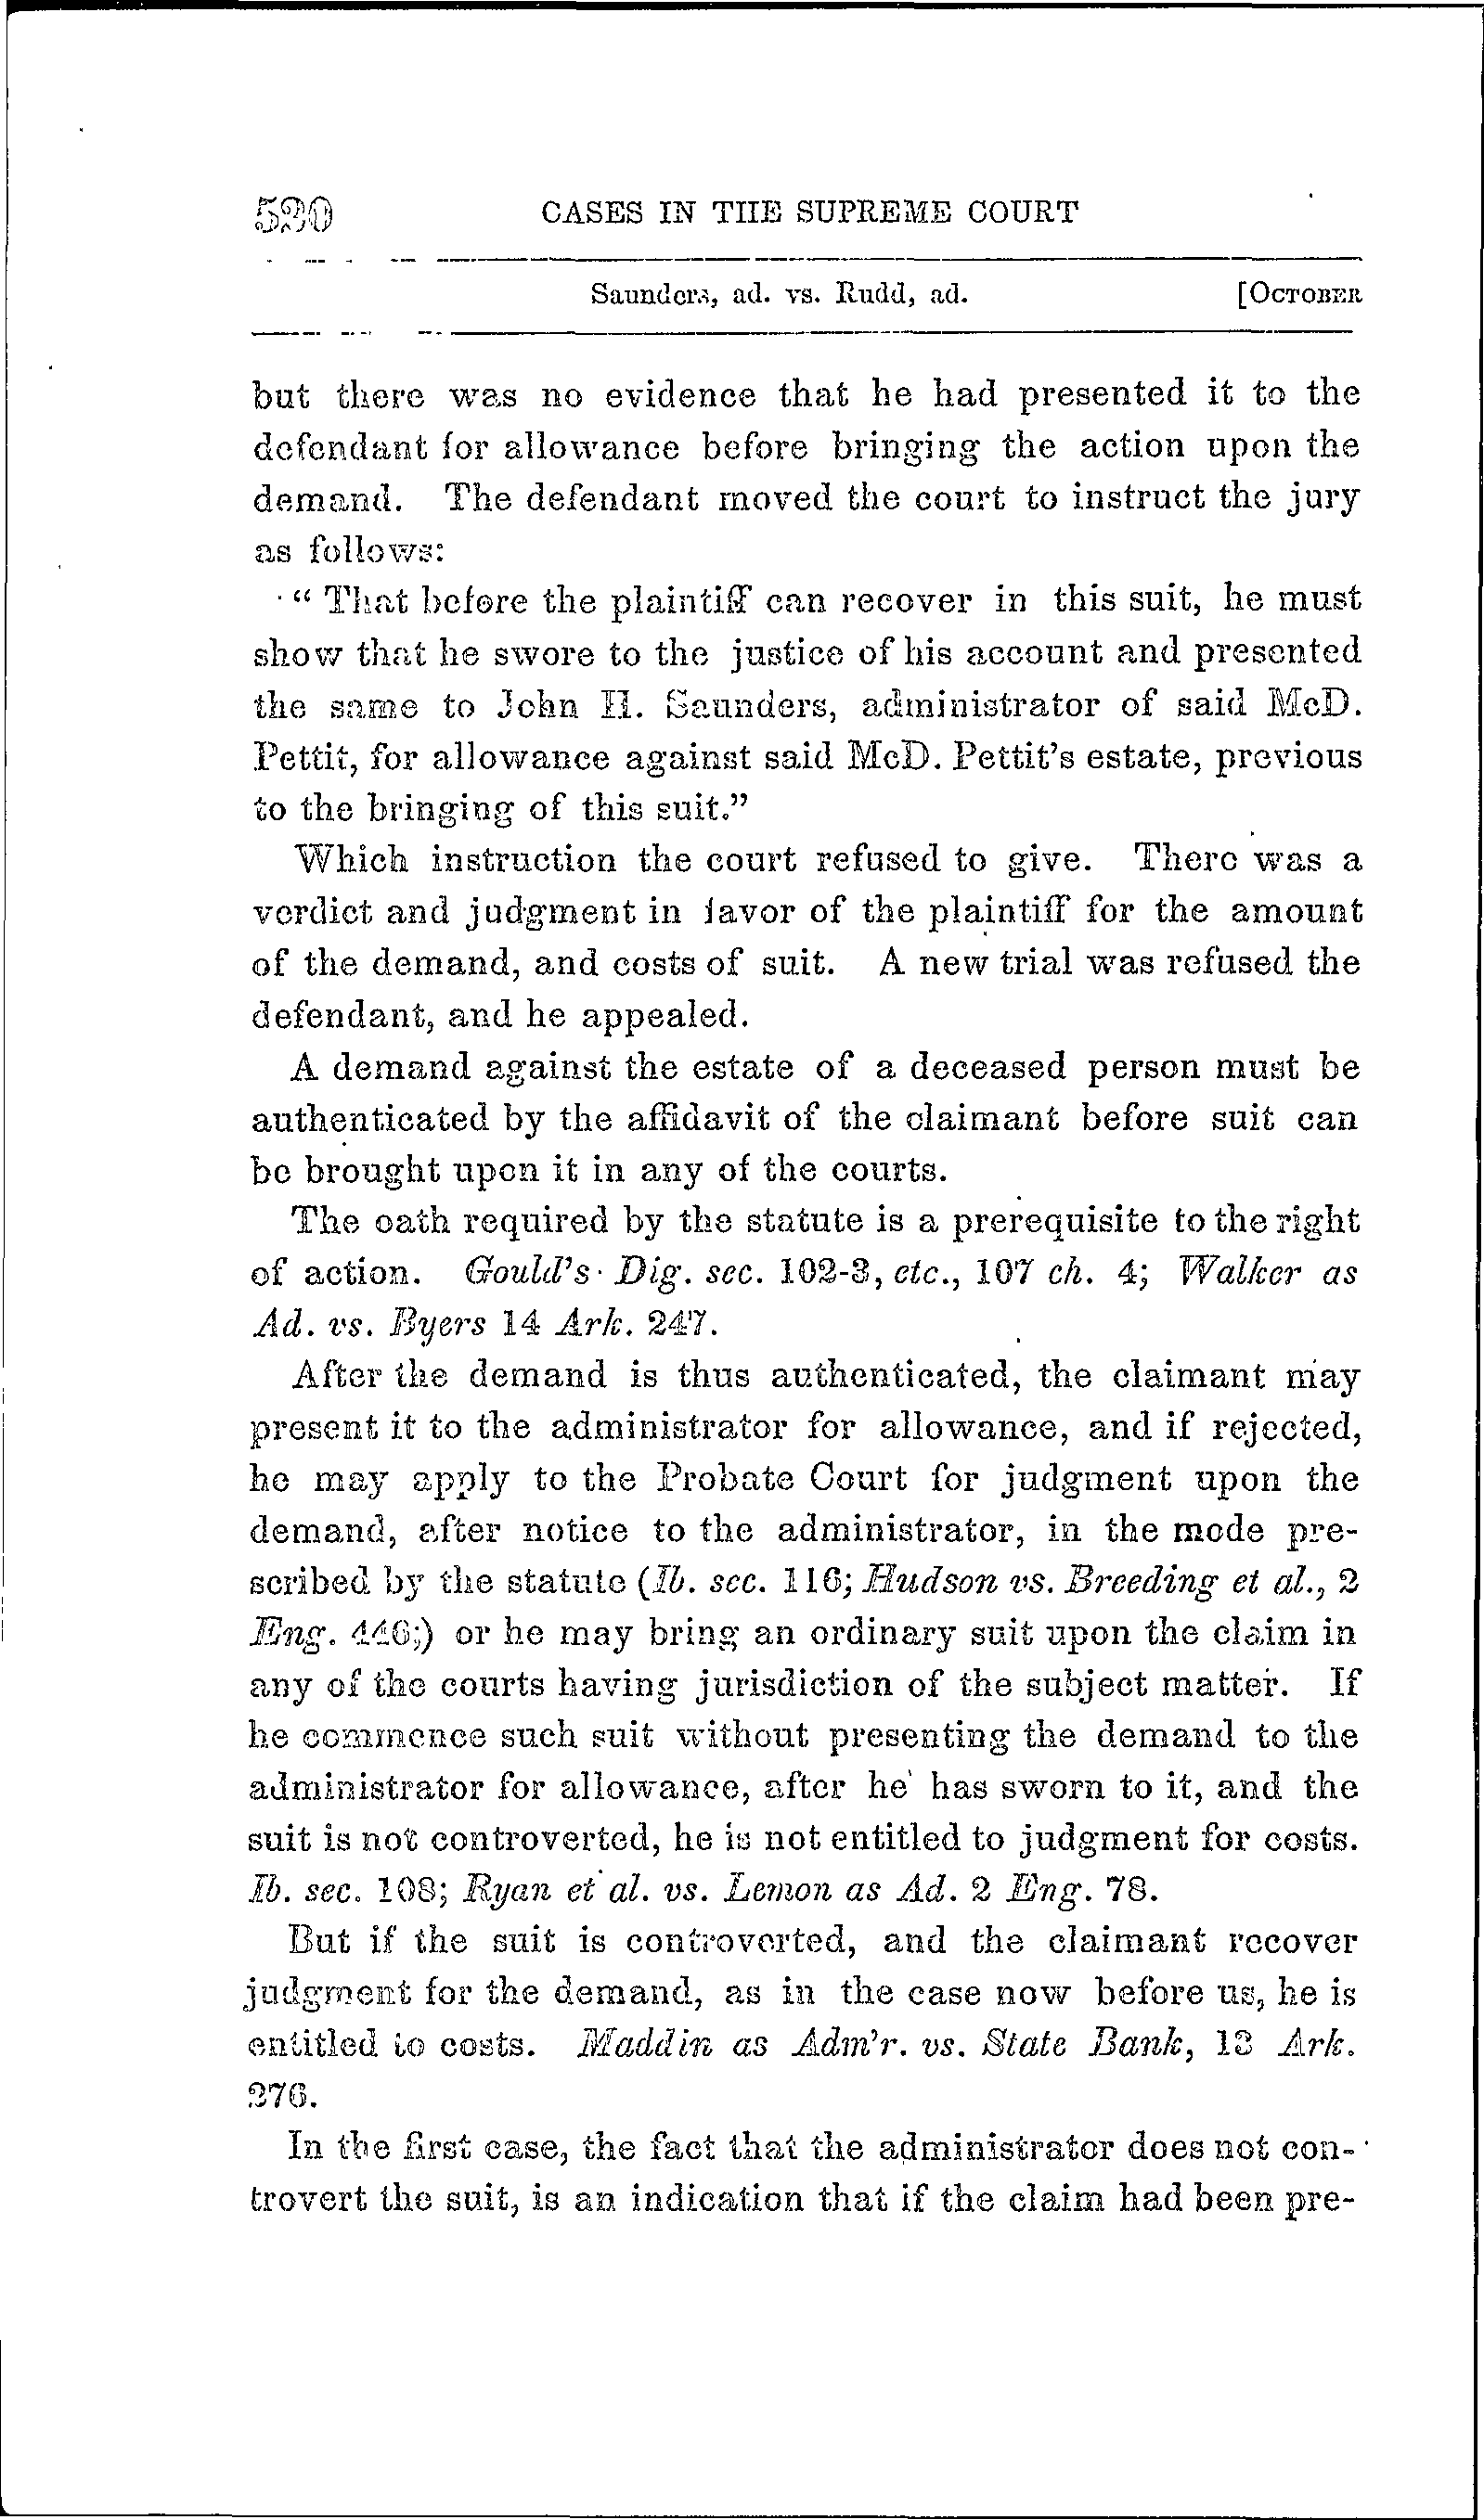 520 CASES IN THE SUPREME COURT
Saunders, ad. vs. Rudd, ad. [OCTOBER
but there was no evidence that he had presented it to the
defendant for allowance before bringing the action upon the
demand. The defendant moved the court to instruct the jury
as follows:
“ That before the plaintiff can recover in this suit, he must
show that he swore to the justice of his account and presented
the same to John H. Saunders, administrator of said McD.
Pettit, for allowance against said McD. Pettit's estate, previous
to the bringing of this suit.”
Which instruction the court refused to give. There was a
verdict and judgment in favor of the plaintiff for the amount
of the demand, and costs of suit. A new trial was refused the
defendant, and he appealed.
A demand against the estate of a deceased person must be
authenticated by the affidavit of the claimant before suit can
be brought upon it in any of the courts.
The oath required by the statute is a prerequisite to the right
of action. Gould's Dig. sec. 102-3, etc., 107 ch. 4; Walker as
Ad. vs. Byers 14 Ark. 247.
After the demand is thus authenticated, the claimant may
present it to the administrator for allowance, and if rejected,
he may apply to the Probate Court for judgment upon the
demand, after notice to the administrator, in the mode pre-
scribed by the statute (Ib. sec. 116; Hudson vs. Breeding et al., 2
Eng. 446;) or he may bring an ordinary suit upon the claim in
any of the courts having jurisdiction of the subject matter. If
he commence such suit without presenting the demand to the
administrator for allowance, after he has sworn to it, and the
suit is not controverted, he is not entitled to judgment for costs.
Ib. sec. 108; Ryan et al. vs. Lemon as Ad. 2 Eng. 78.
But if the suit is controverted, and the claimant recover
judgment for the demand, as in the case now before us, he is
entitled to costs. Maddin as Adm'r. vs. State Bank, 13 Ark.
276.
In the first case, the fact that the administrator does not con-
trovert the suit, is an indication that if the claim had been pre-